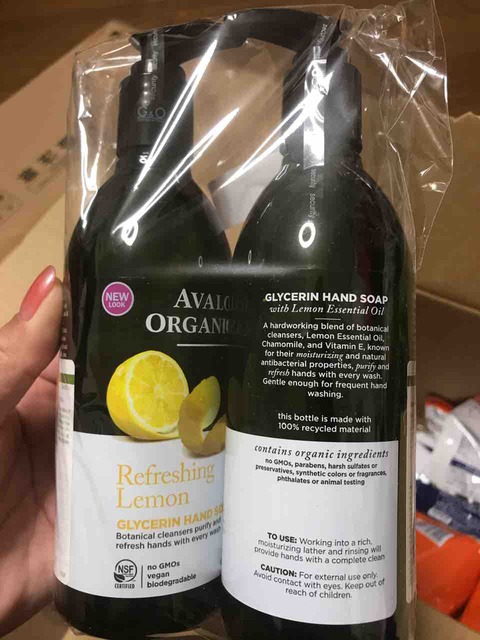 NEW
LOOK
AVALO
ORGANIC
Refreshing
Lemon
GLYCERIN HAND SO
Botanical cleansers purify and
refresh hands with every wash
NSF
CERTIFIED
no GMOs
vegan
biodegradable
GLYCERIN HAND SOAP
with Lemon Essential Oil
A hardworking blend of botanical
cleansers, Lemon Essential Oil,
Chamomile, and Vitamin E, known
for their moisturizing and natural
antibacterial properties, purify and
refresh hands with every wash.
Gentle enough for frequent hand
washing.
this bottle is made with
100% recycled material
contains organic ingredients
no GMOs, parabens, harsh sulfates or
preservatives, synthetic colors or fragrances,
phthalates or animal testing
TO USE: Working into a rich,
moisturizing lather and rinsing will
provide hands with a complete clean
CAUTION: For external use only.
Avoid contact with eyes. Keep out of
reach of children.
security